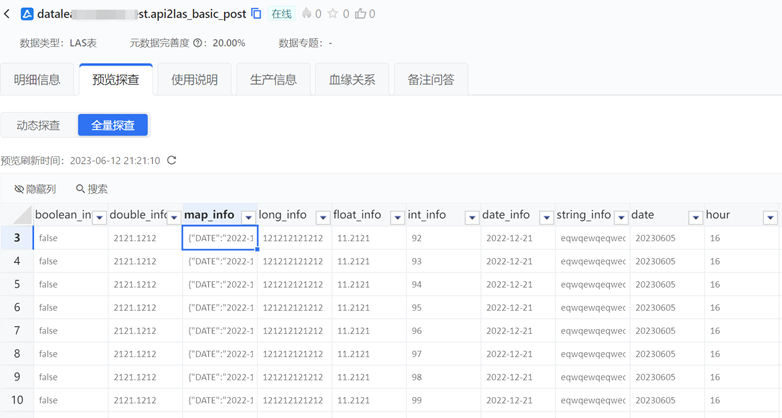 datalea st.api2las_basic_post 在线 0 0 0
数据类型: LAS表 元数据完善度 : 20.00% 数据专题: -
明细信息 预览探查 使用说明 生产信息 血缘关系 备注问答
动态探查 全量探查
预览刷新时间: 2023-06-12 21:21:10
隐藏列 搜索
boolean_in double_info map_info long_info float_info int_info date_info string_info date hour
3 false 2121.1212 {"DATE":"2022-1 121212121212 11.2121 92 2022-12-21 eqwqewqeqwec 20230605 16
4 false 2121.1212 {"DATE":"2022-1 121212121212 11.2121 93 2022-12-21 eqwqewqeqwec 20230605 16
5 false 2121.1212 {"DATE":"2022-1 121212121212 11.2121 94 2022-12-21 eqwqewqeqwec 20230605 16
6 false 2121.1212 {"DATE":"2022-1 121212121212 11.2121 95 2022-12-21 eqwqewqeqwec 20230605 16
7 false 2121.1212 {"DATE":"2022-1 121212121212 11.2121 96 2022-12-21 eqwqewqeqwec 20230605 16
8 false 2121.1212 {"DATE":"2022-1 121212121212 11.2121 97 2022-12-21 eqwqewqeqwec 20230605 16
9 false 2121.1212 {"DATE":"2022-1 121212121212 11.2121 98 2022-12-21 eqwqewqeqwec 20230605 16
10 false 2121.1212 {"DATE":"2022-1 121212121212 11.2121 99 2022-12-21 eqwqewqeqwec 20230605 16